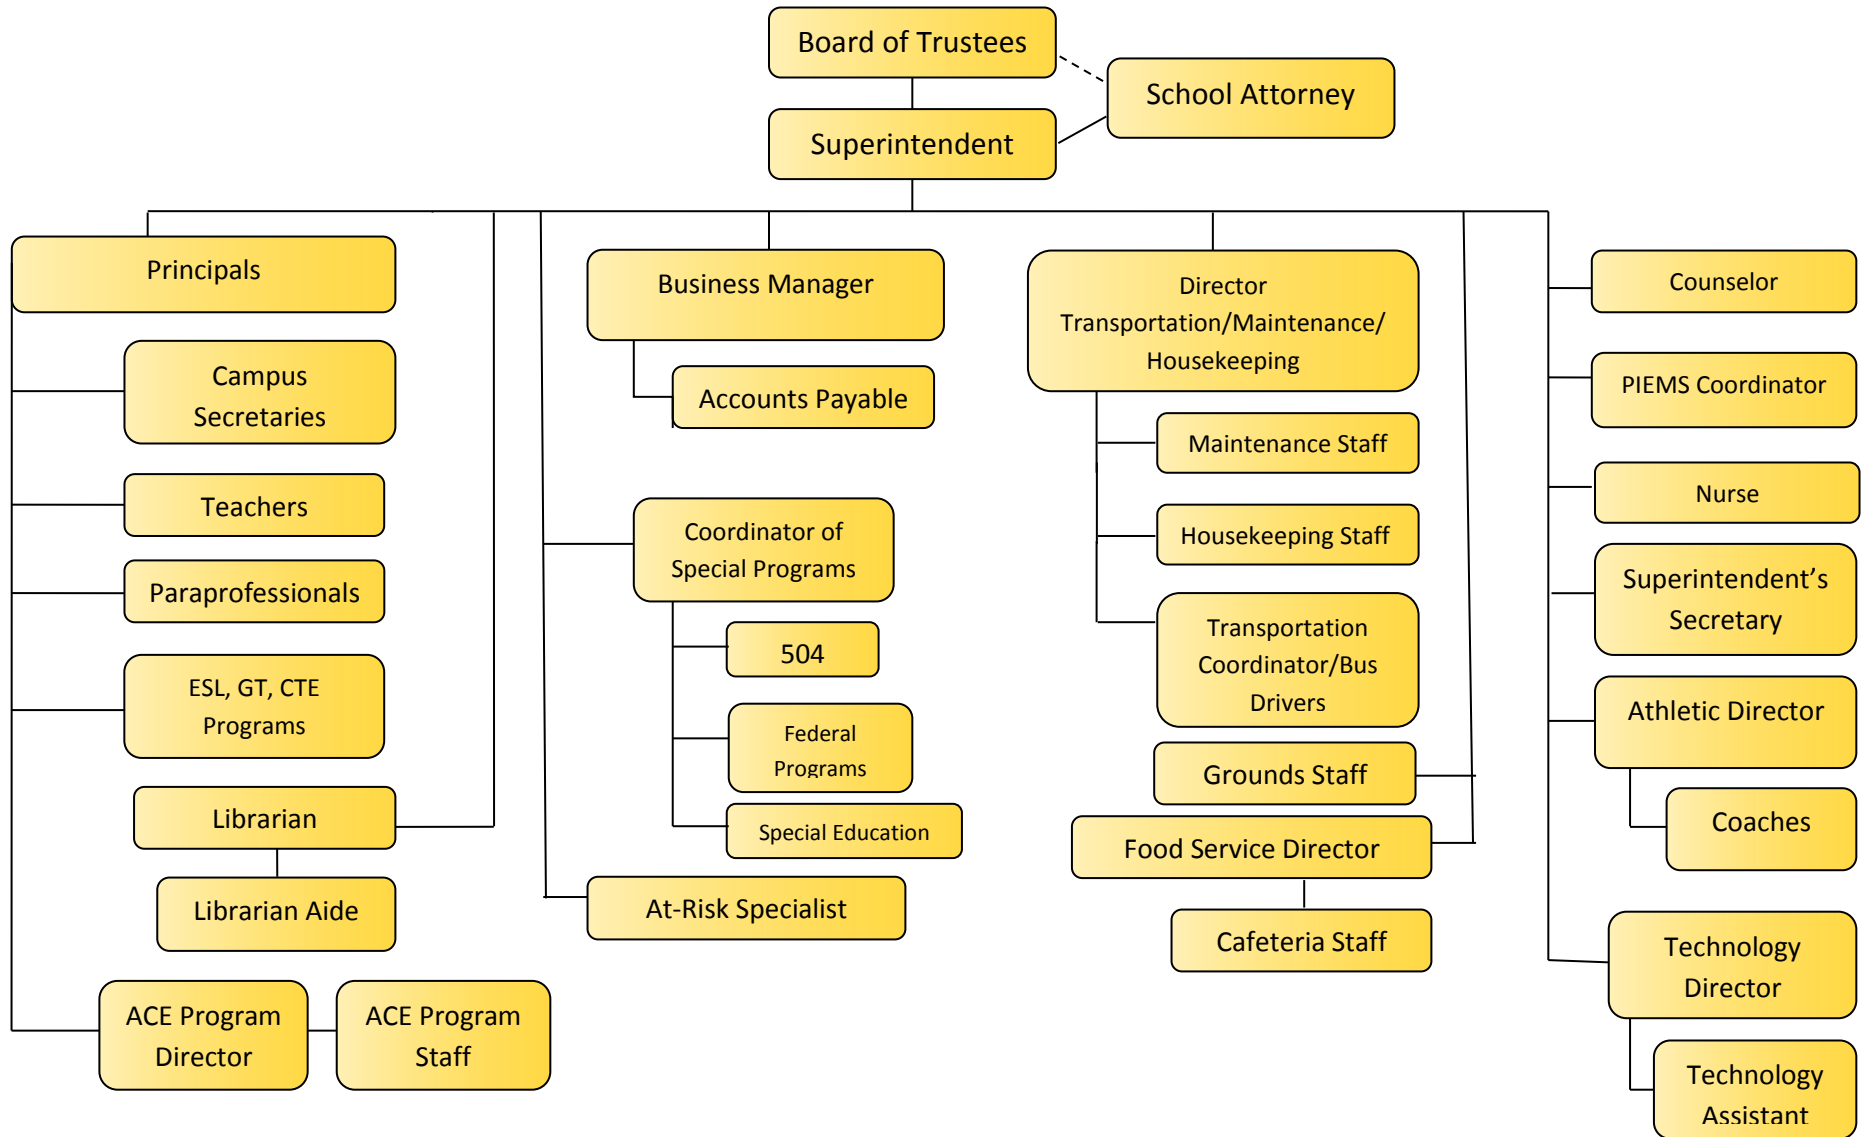 Board of Trustees
School Attorney
Superintendent
Principals
Campus
Secretaries
Teachers
Paraprofessionals
ESL, GT, CTE
Programs
Librarian
Librarian Aide
ACE Program
Director
ACE Program
Staff
Business Manager
Accounts Payable
Coordinator of
Special Programs
504
Federal
Programs
Special Education
At-Risk Specialist
Director
Transportation/Maintenance/
Housekeeping
Maintenance Staff
Housekeeping Staff
Transportation
Coordinator/Bus
Drivers
Grounds Staff
Food Service Director
Cafeteria Staff
Counselor
PIEMS Coordinator
Nurse
Superintendent’s
Secretary
Athletic Director
Coaches
Technology
Director
Technology
Assistant